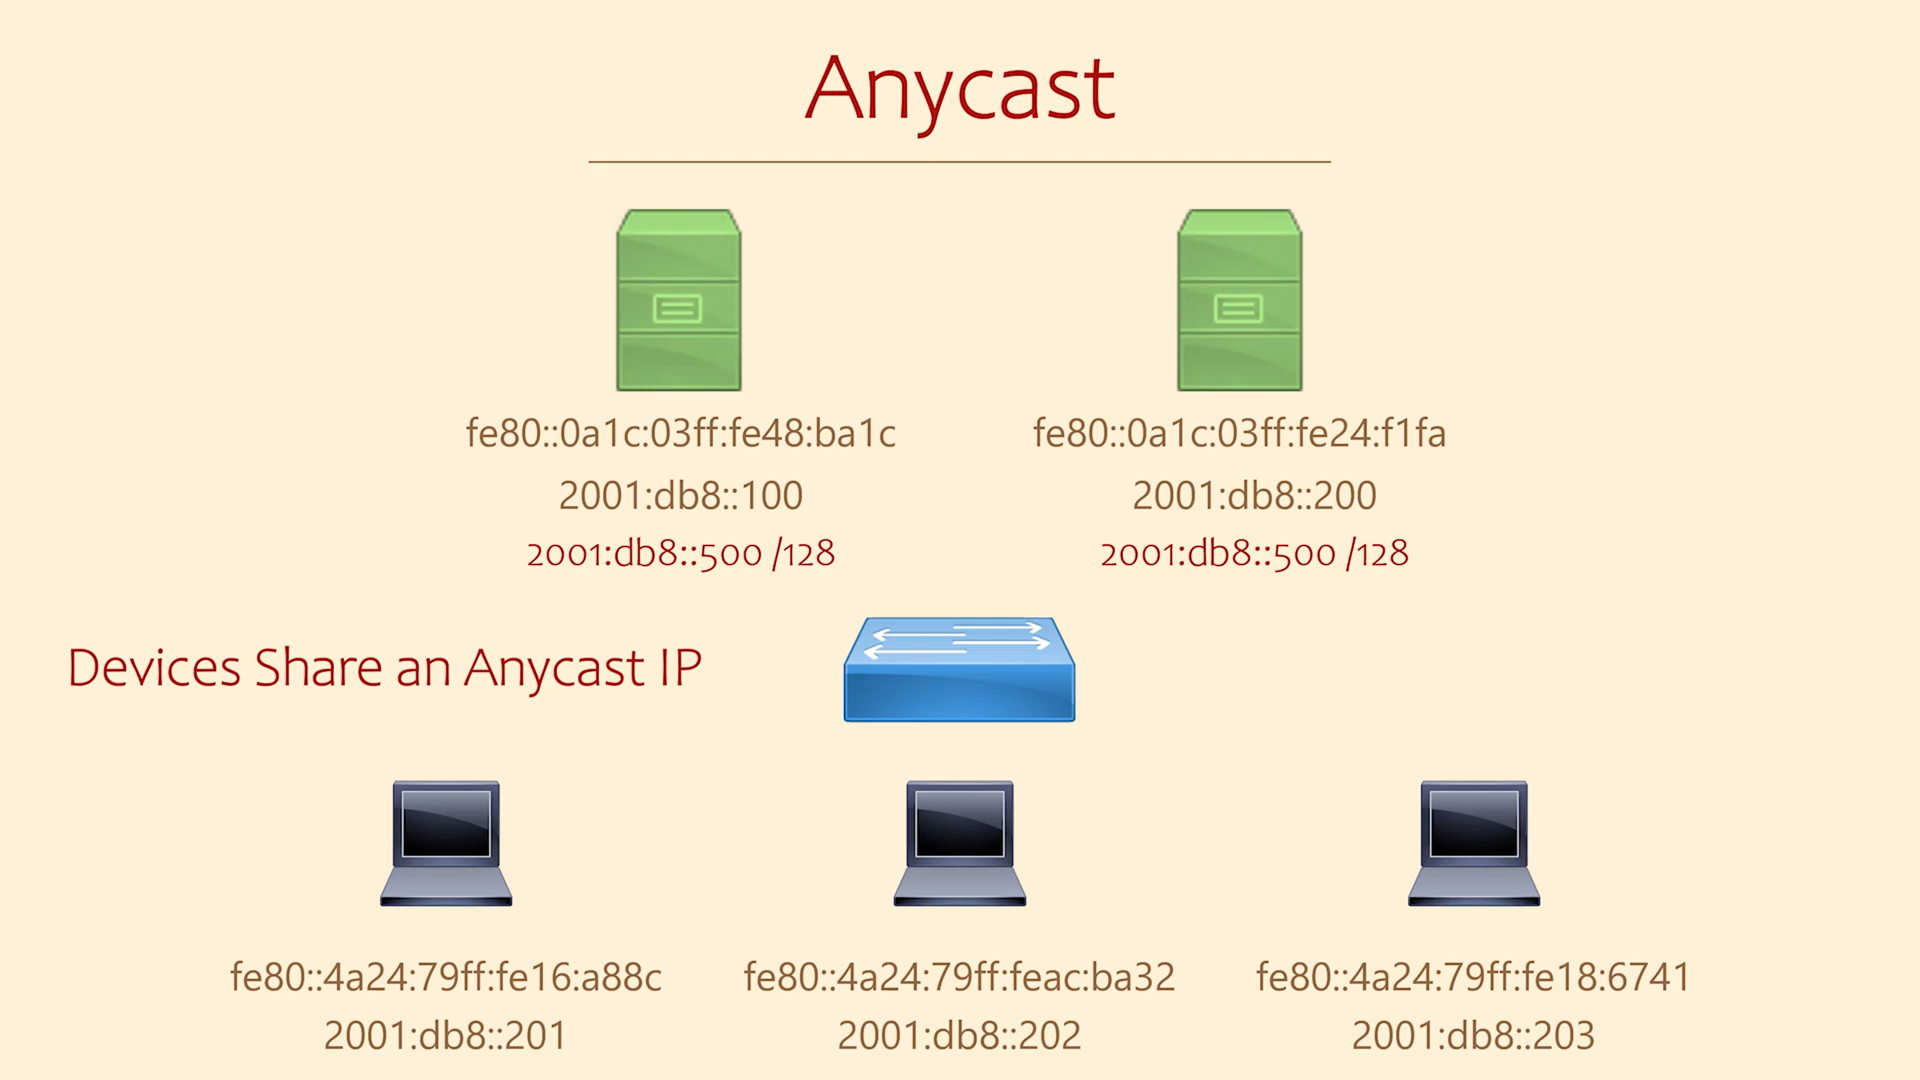 Anycast
fe80::0a1c:03ff:fe48:ba1c
2001:db8::100
2001:db8::500 /128
fe80::0a1c:03ff:fe24:f1fa
2001:db8::200
2001:db8::500 /128
Devices Share an Anycast IP
fe80::4a24:79ff:fe16:a88c
2001:db8::201
fe80::4a24:79ff:feac:ba32
2001:db8::202
fe80::4a24:79ff:fe18:6741
2001:db8::203